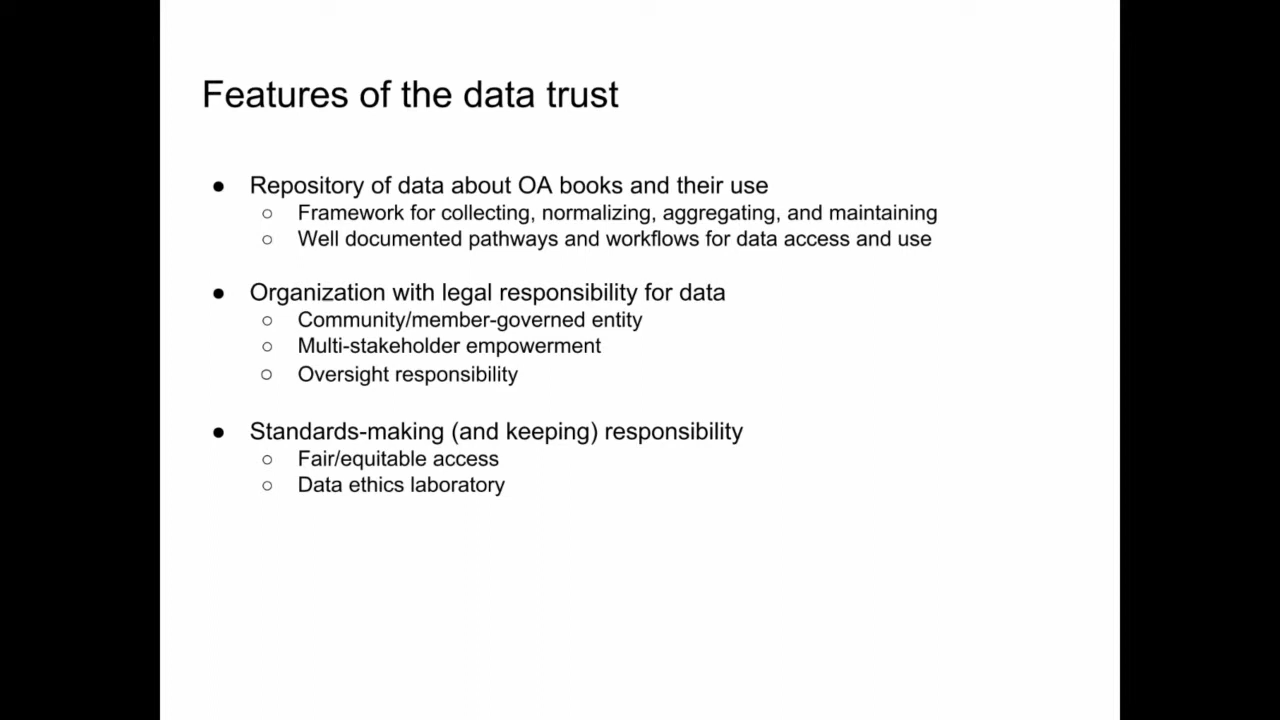 Features of the data trust
● Repository of data about OA books and their use
○ Framework for collecting, normalizing, aggregating, and maintaining
○ Well documented pathways and workflows for data access and use
● Organization with legal responsibility for data
○ Community/member-governed entity
○ Multi-stakeholder empowerment
○ Oversight responsibility
● Standards-making (and keeping) responsibility
○ Fair/equitable access
○ Data ethics laboratory